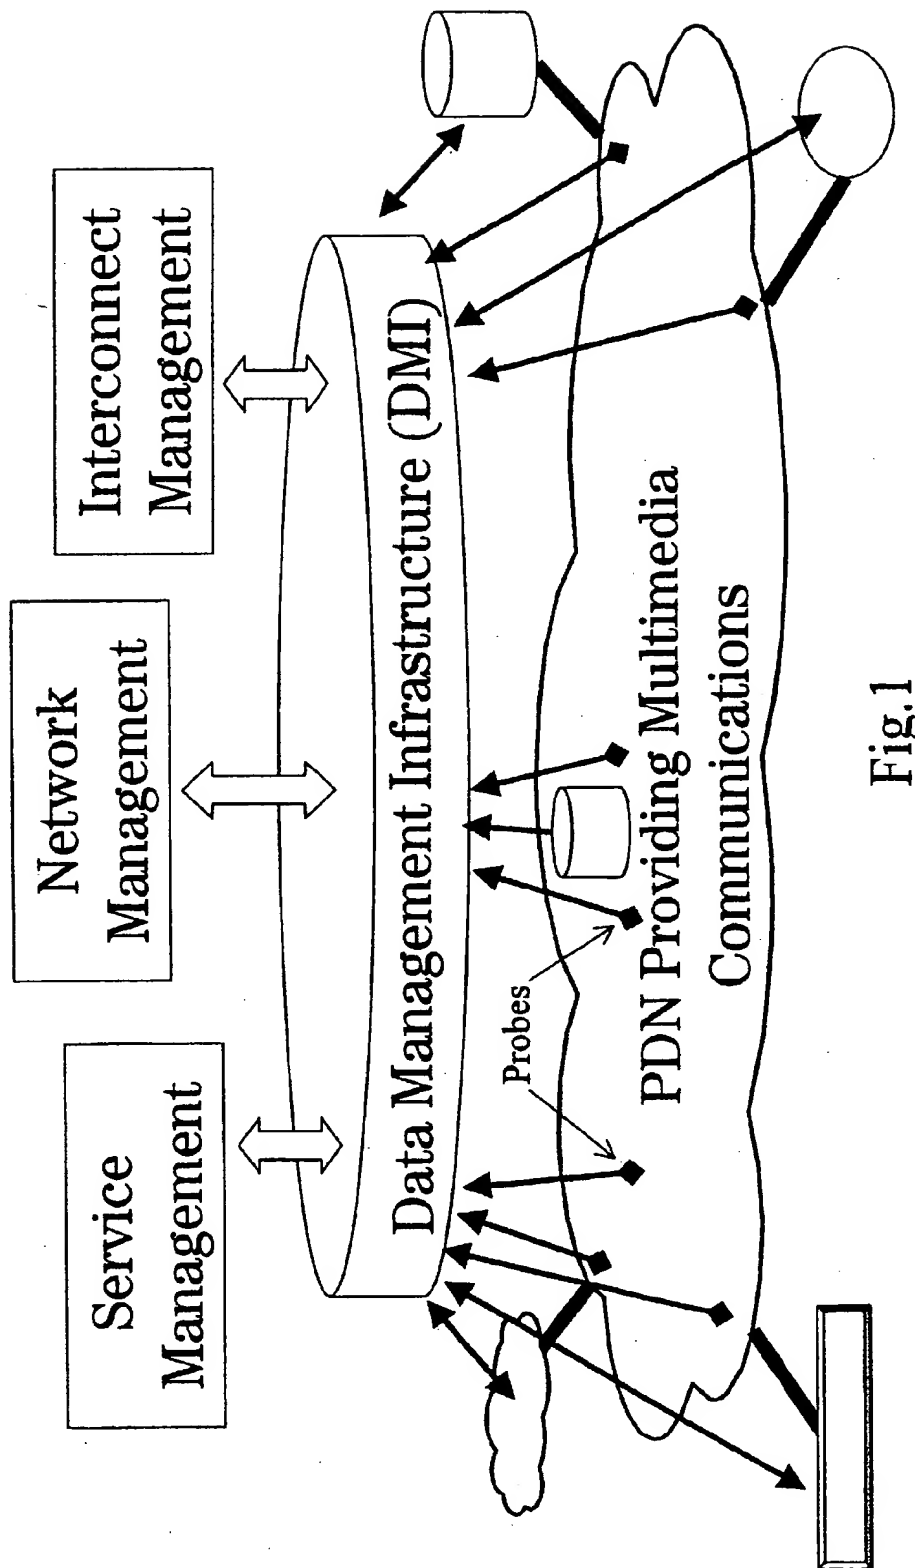 Service
Management
Network
Management
Interconnect
Management
Data Management Infrastructure (DMI)
Probes
PDN Providing Multimedia
Communications
Fig.1